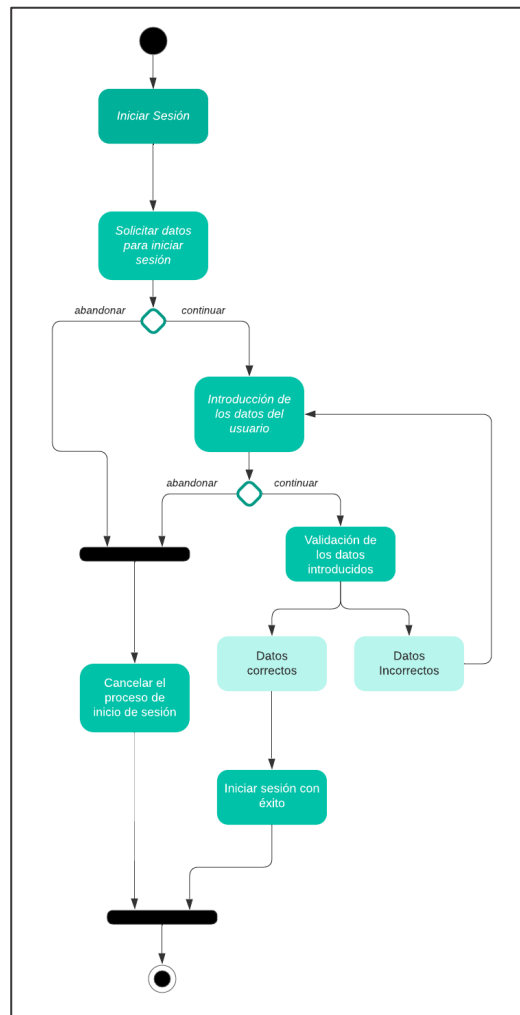 Iniciar Sesión
Solicitar datos
para iniciar
sesión
abandonar
continuar
Introducción de
los datos del
usuario
abandonar
continuar
Validación de
los datos
introducidos
Datos
correctos
Datos
Incorrectos
Cancelar el
proceso de
inicio de sesión
Iniciar sesión con
éxito